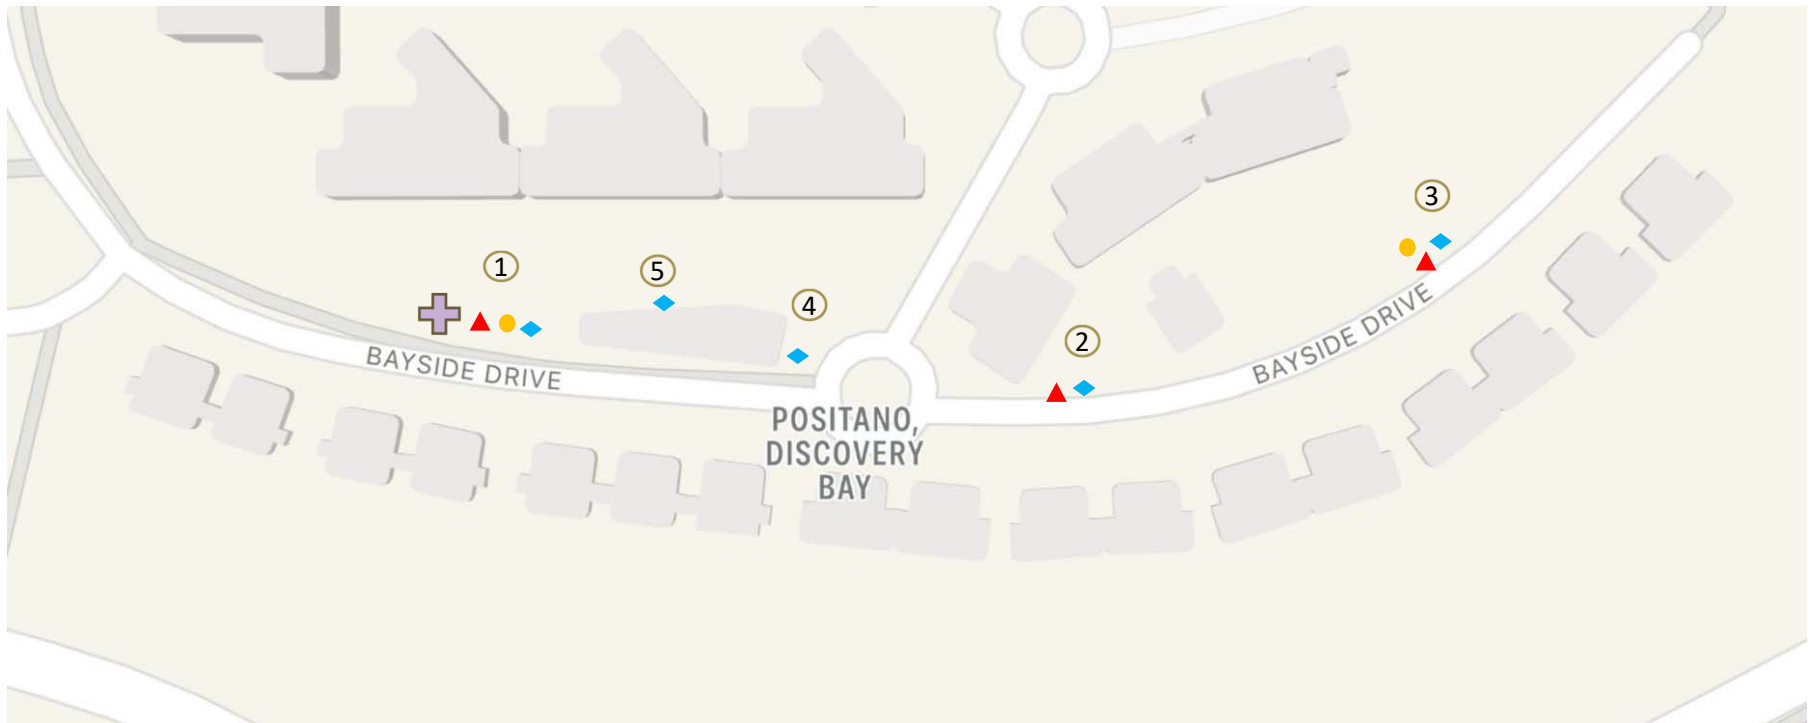 3
1
5
4
2
BAYSIDE DRIVE
BAYSIDE DRIVE
POSITANO,
DISCOVERY
BAY